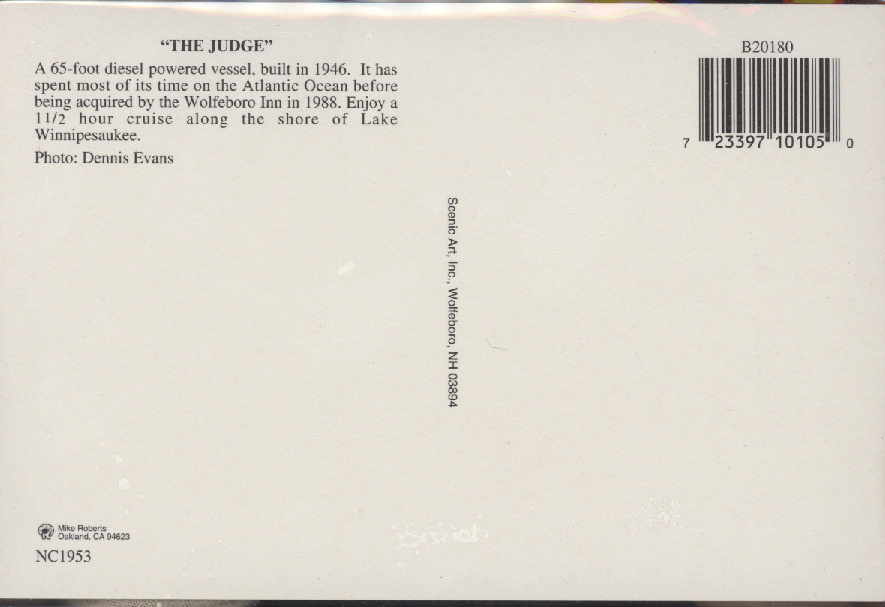 "THE JUDGE"
A 65-foot diesel powered vessel, built in 1946. It has
spent most of its time on the Atlantic Ocean before
being acquired by the Wolfeboro Inn in 1988. Enjoy a
11/2 hour cruise along the shore of Lake
Winnipesaukee.
Photo: Dennis Evans
B20180
7 23397 10105 0
Scenic Art, Inc., Wolfeboro, NH 03894
Mike Roberts
Oakland, CA 94623
NC1953